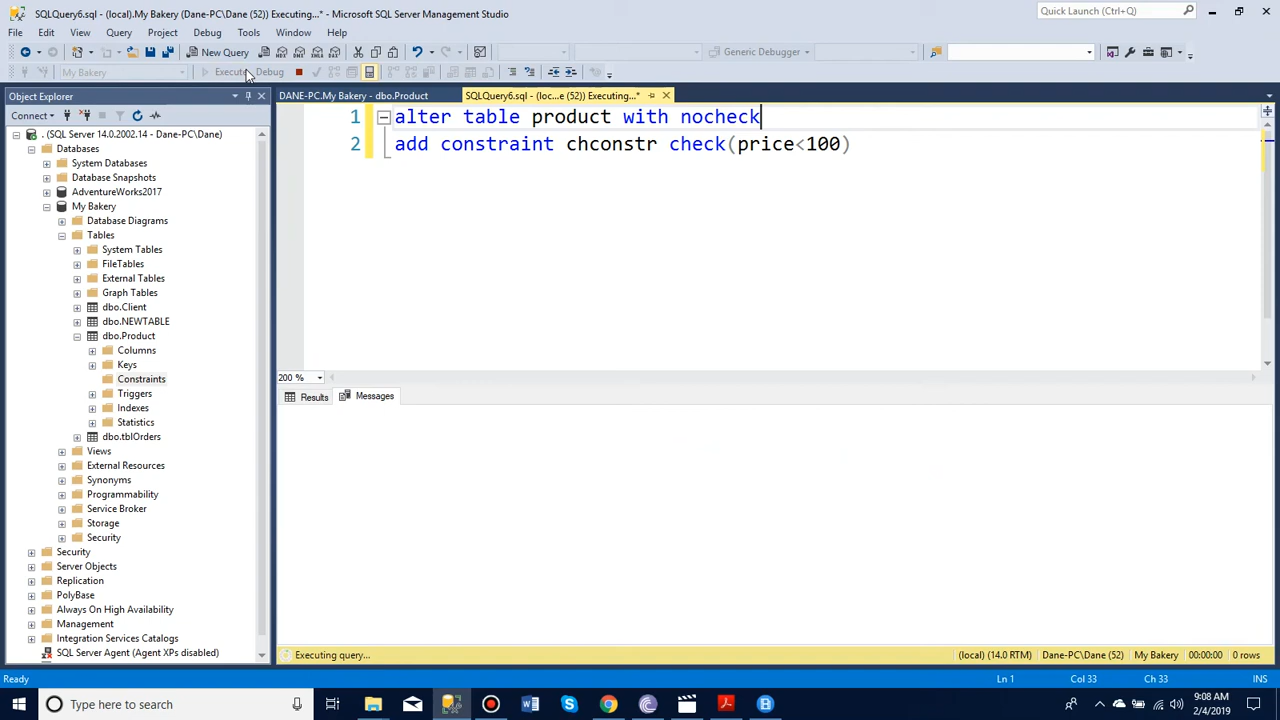 SQLQuery6.sql - (local).My Bakery (Dane-PC\Dane (52)) Executing...* - Microsoft SQL Server Management Studio
Quick Launch (Ctrl+Q)
File Edit View Query Project Debug Tools Window Help
New Query
Generic Debugger
My Bakery
Execute
Debug
Object Explorer
DANE-PC.My Bakery - dbo.Product
SQLQuery6.sql - (loc...e (52)) Executing...*
Connect
. (SQL Server 14.0.2002.14 - Dane-PC\Dane)
Databases
System Databases
Database Snapshots
AdventureWorks2017
My Bakery
Database Diagrams
Tables
System Tables
FileTables
External Tables
Graph Tables
dbo.Client
dbo.NEWTABLE
dbo.Product
Columns
Keys
Constraints
Triggers
Indexes
Statistics
dbo.tblOrders
Views
External Resources
Synonyms
Programmability
Service Broker
Storage
Security
Security
Server Objects
Replication
PolyBase
Always On High Availability
Management
Integration Services Catalogs
SQL Server Agent (Agent XPs disabled)
1 alter table product with nocheck
2 add constraint chconstr check(price<100)
200 %
Results Messages
Executing query...
(local) (14.0 RTM) Dane-PC\Dane (52) My Bakery 00:00:00 0 rows
Ready
Ln 1 Col 33 Ch 33 INS
Type here to search
9:08 AM
2/4/2019